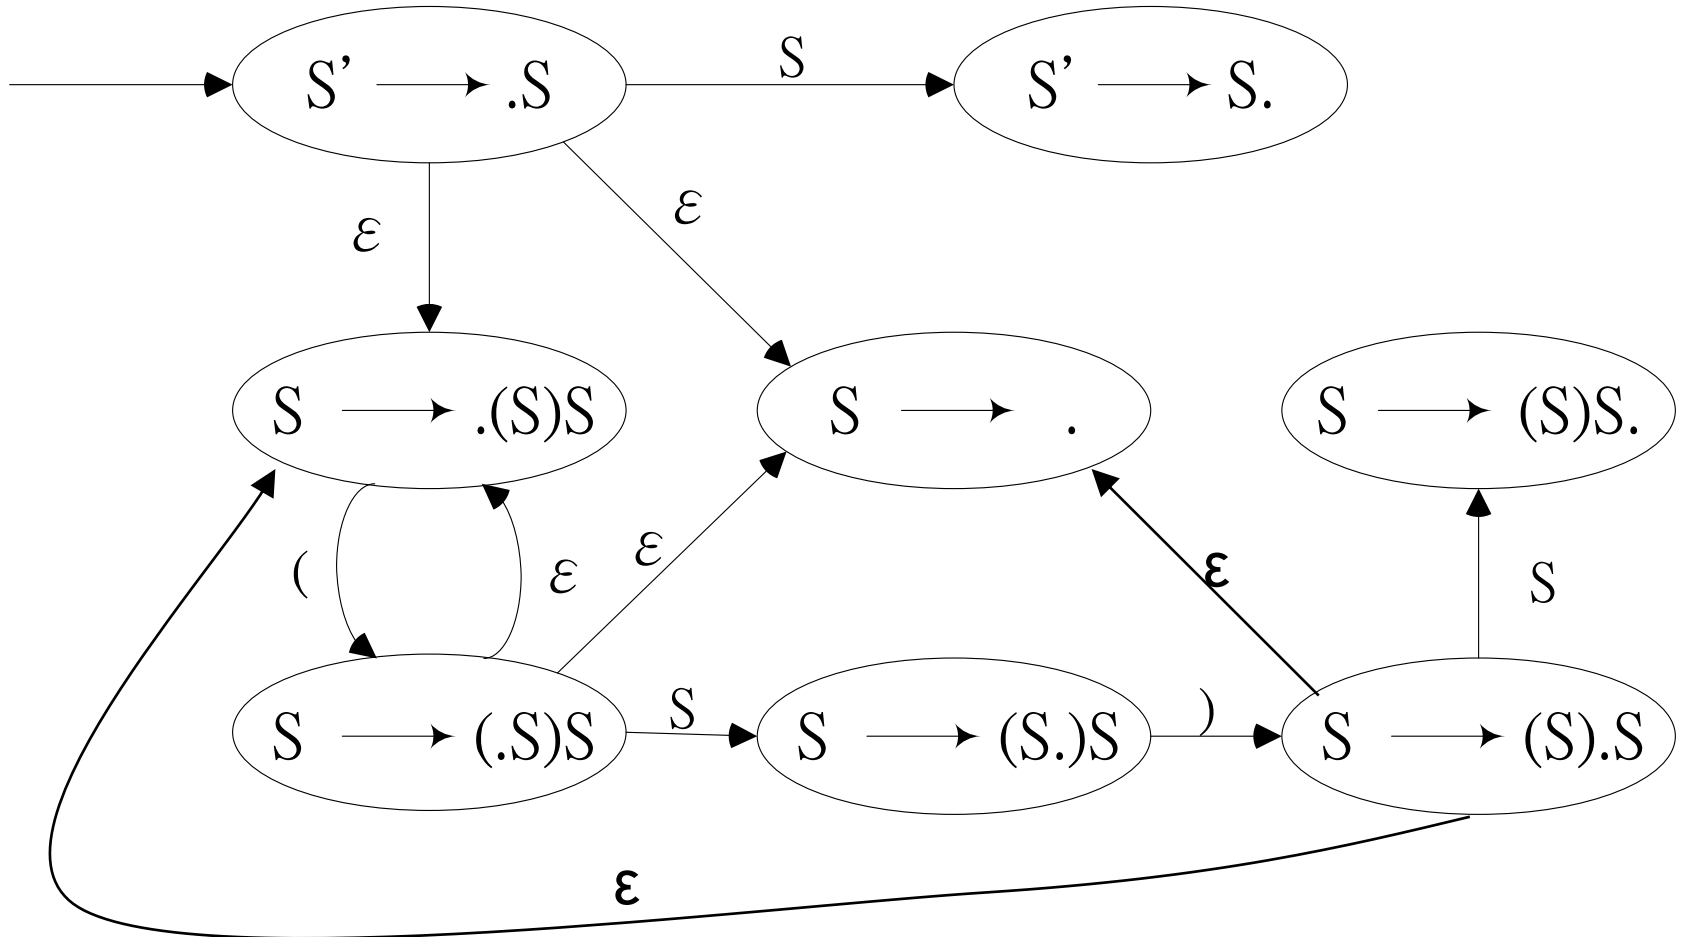 S' → .S
S
S' → S.
ε
ε
S → .(S)S
S → .
S → (S)S.
(
ε
ε
ε
S
S → (.S)S
S
S → (S.)S
)
S → (S).S
ε